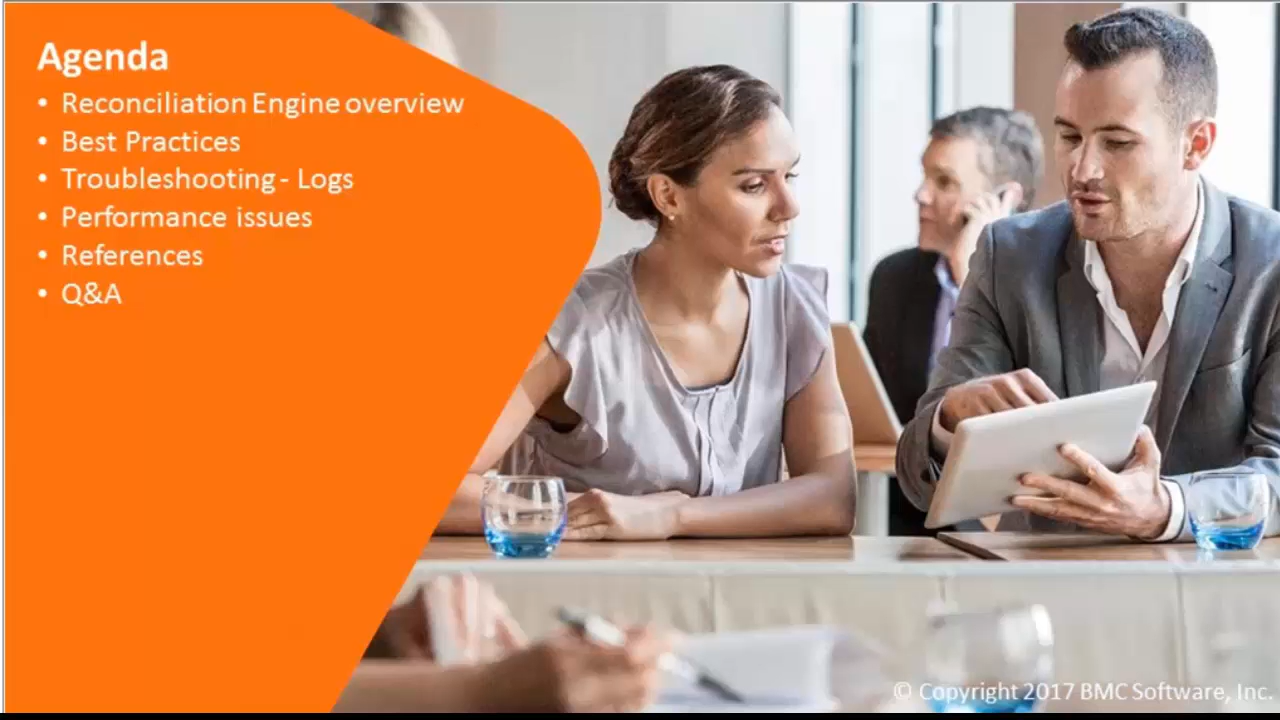 Agenda
• Reconciliation Engine overview
• Best Practices
• Troubleshooting - Logs
• Performance issues
• References
• Q&A
© Copyright 2017 BMC Software, Inc.